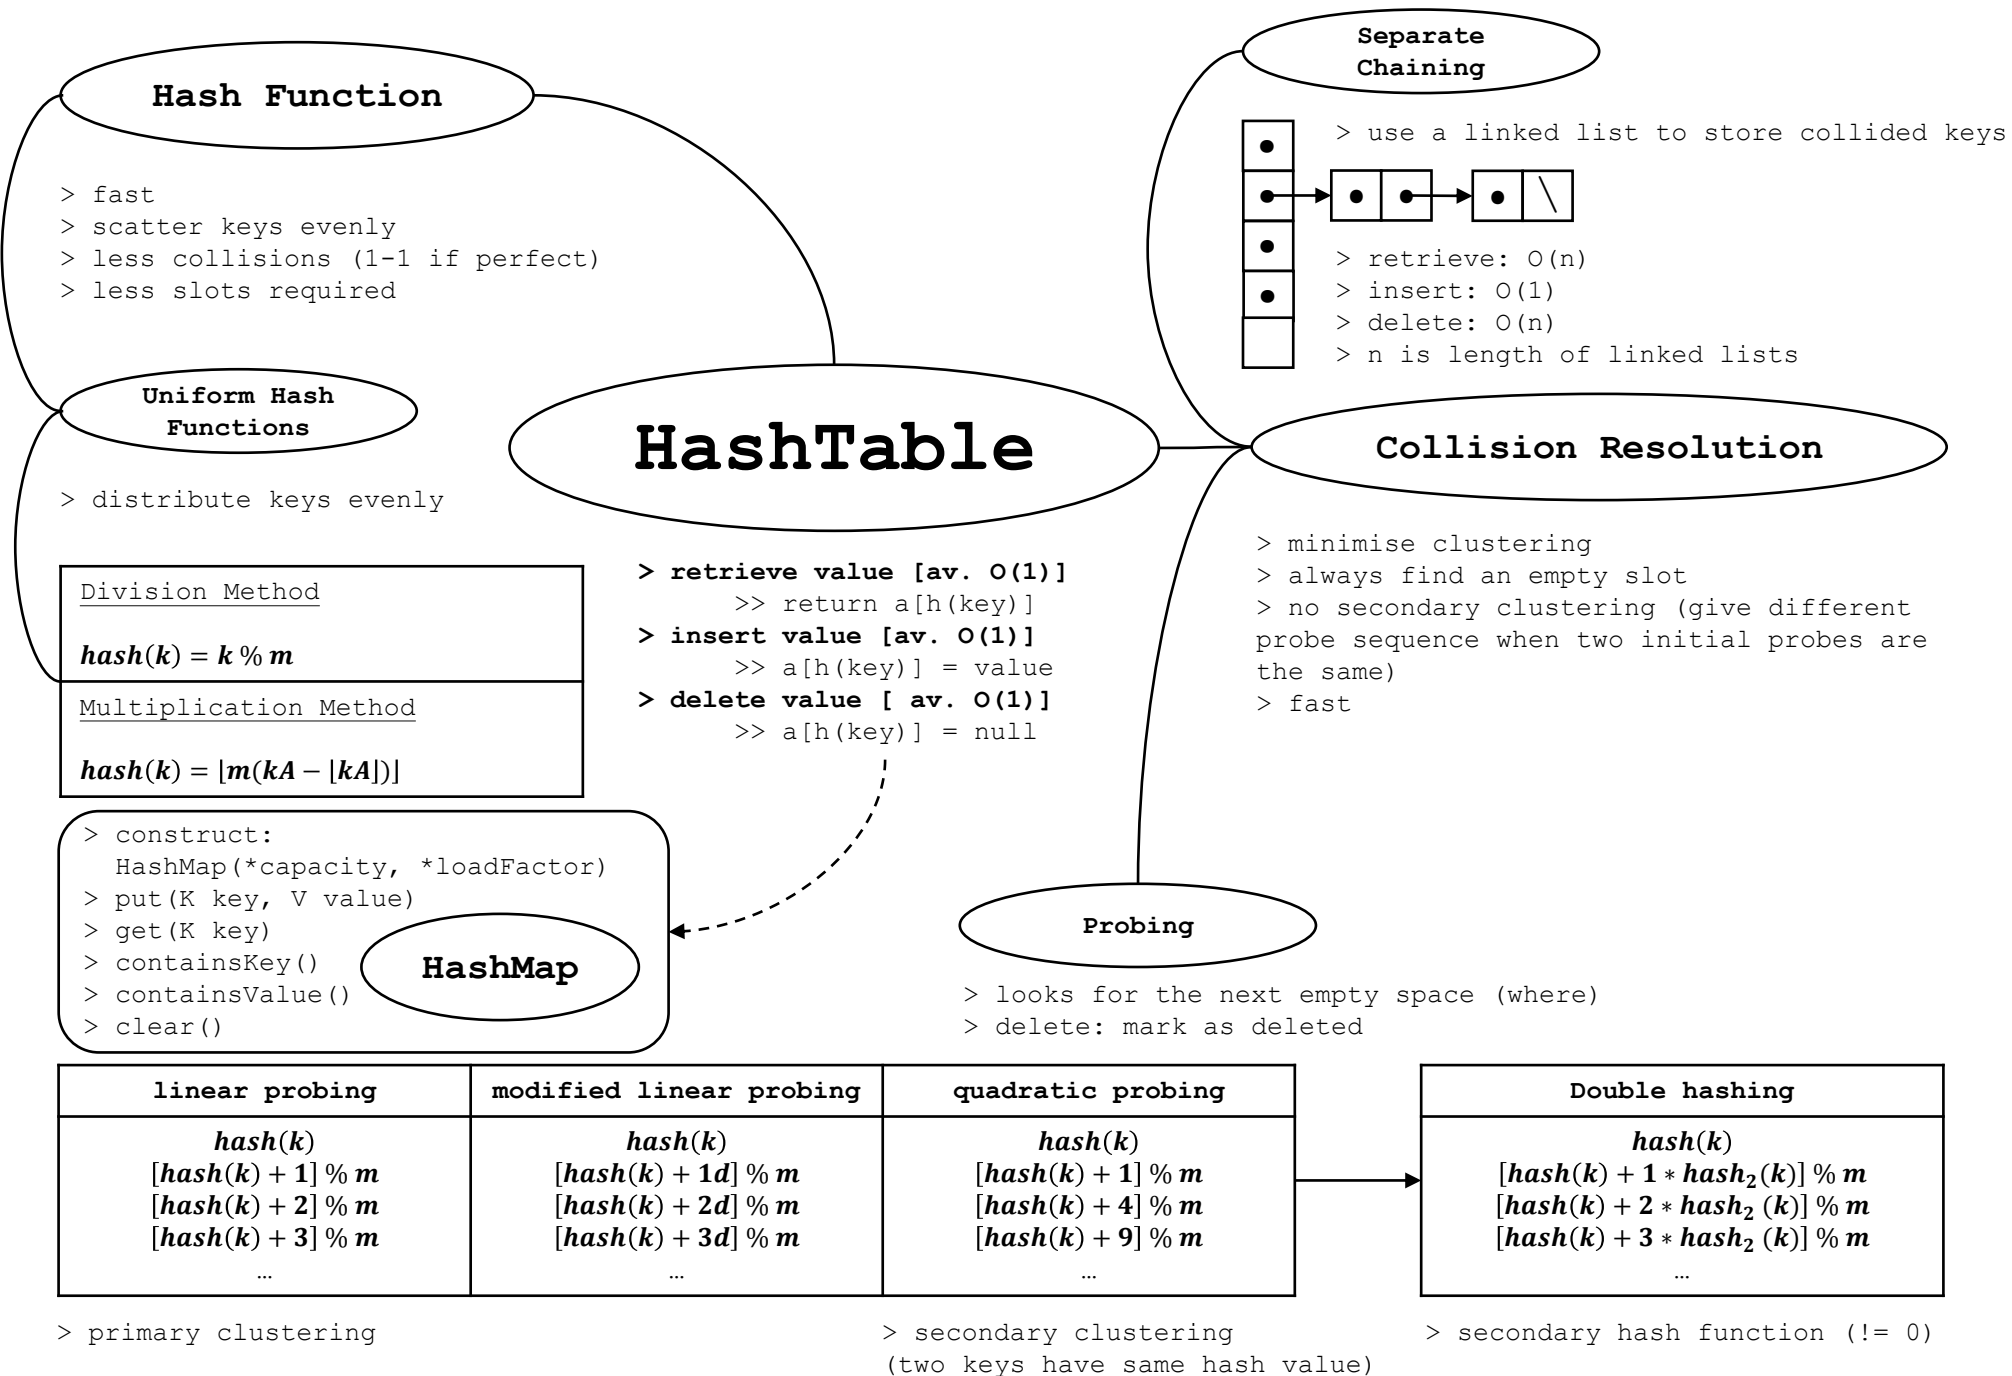 Hash Function
> fast
> scatter keys evenly
> less collisions (1-1 if perfect)
> less slots required
Uniform Hash
Functions
> distribute keys evenly
Division Method
hash(k) = k % m
Multiplication Method
hash(k) = ⌊m(kA − ⌊kA⌋)⌋
HashTable
> retrieve value [av. O(1)]
>> return a[h(key)]
> insert value [av. O(1)]
>> a[h(key)] = value
> delete value [ av. O(1)]
>> a[h(key)] = null
Separate
Chaining
> use a linked list to store collided keys
> retrieve: O(n)
> insert: O(1)
> delete: O(n)
> n is length of linked lists
Collision Resolution
> minimise clustering
> always find an empty slot
> no secondary clustering (give different
probe sequence when two initial probes are
the same)
> fast
> construct:
HashMap(*capacity, *loadFactor)
> put(K key, V value)
> get(K key)
> containsKey()
> containsValue()
> clear()
HashMap
Probing
> looks for the next empty space (where)
> delete: mark as deleted
linear probing
hash(k)
[hash(k) + 1] % m
[hash(k) + 2] % m
[hash(k) + 3] % m
…
> primary clustering
modified linear probing
hash(k)
[hash(k) + 1d] % m
[hash(k) + 2d] % m
[hash(k) + 3d] % m
…
quadratic probing
hash(k)
[hash(k) + 1] % m
[hash(k) + 4] % m
[hash(k) + 9] % m
…
> secondary clustering
(two keys have same hash value)
Double hashing
hash(k)
[hash(k) + 1 ∗ hash₂(k)] % m
[hash(k) + 2 ∗ hash₂ (k)] % m
[hash(k) + 3 ∗ hash₂ (k)] % m
…
> secondary hash function (!= 0)